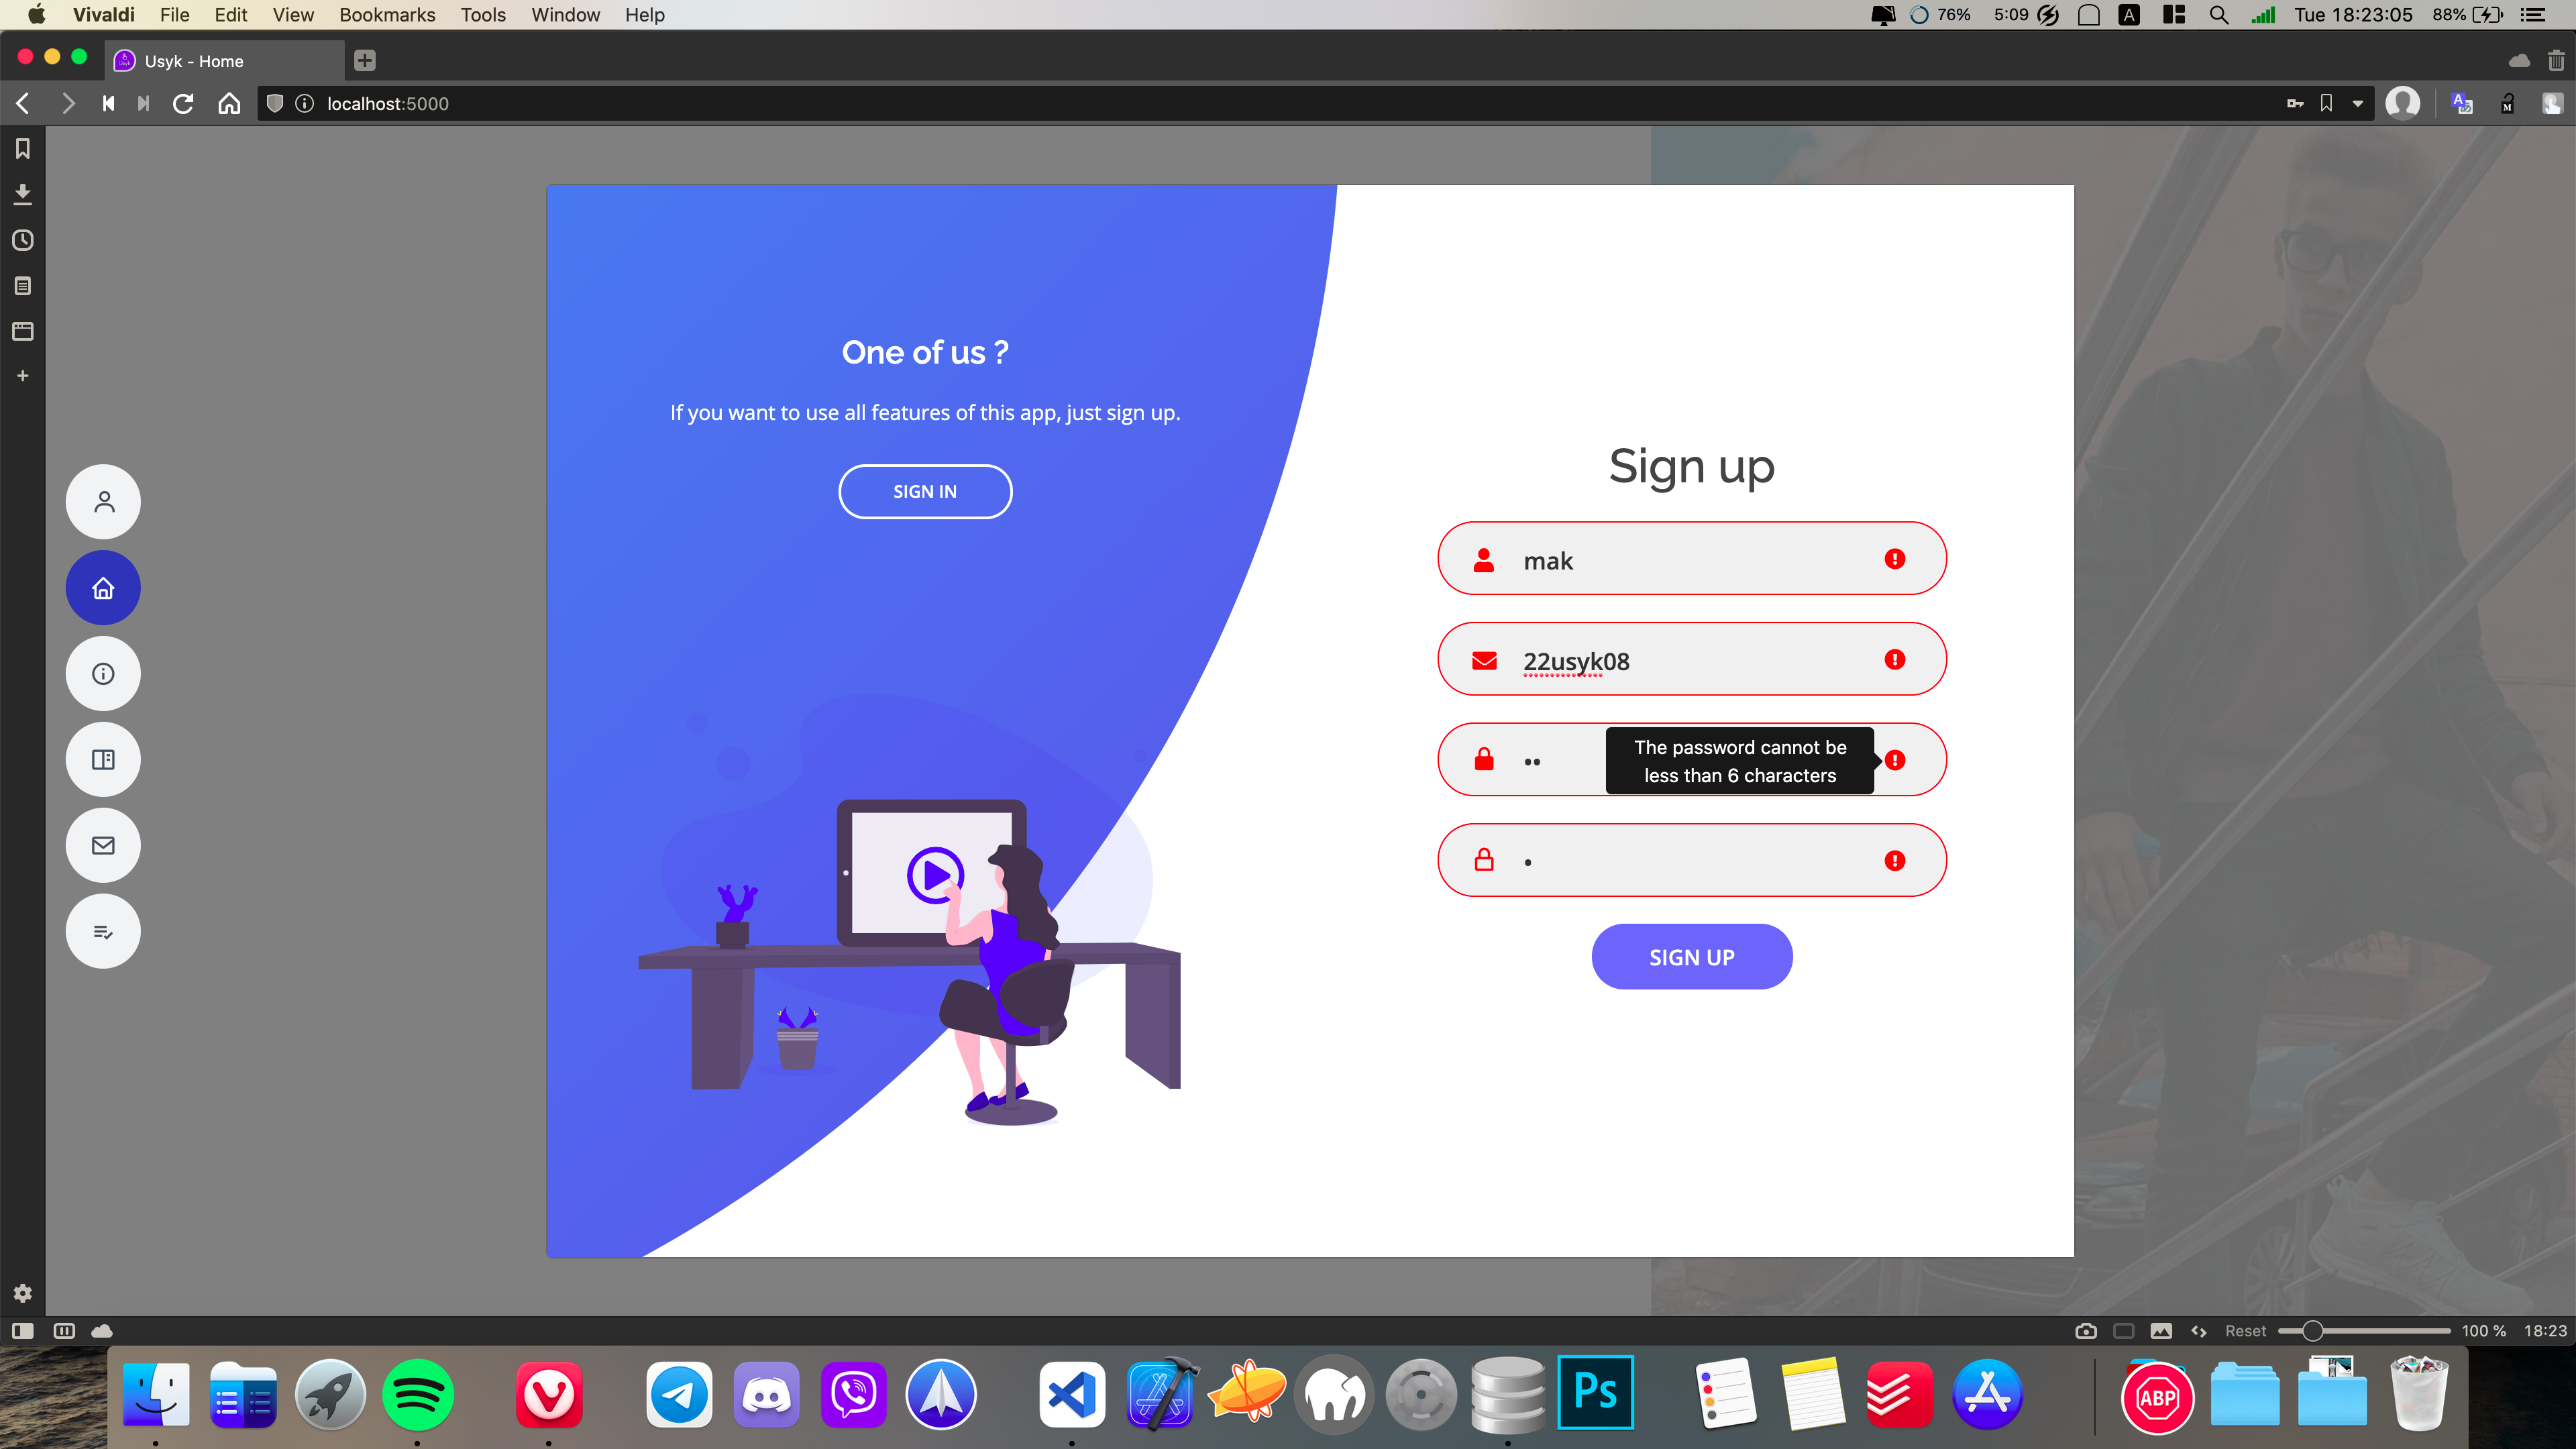 Vivaldi File Edit View Bookmarks Tools Window Help 76% 5:09 A Tue 18:23:05 88%
Usyk - Home
localhost:5000
One of us ?
If you want to use all features of this app, just sign up.
SIGN IN
Sign up
mak
22usyk08
••
The password cannot be
less than 6 characters
•
SIGN UP
Reset 100 % 18:23
Ps
ABP